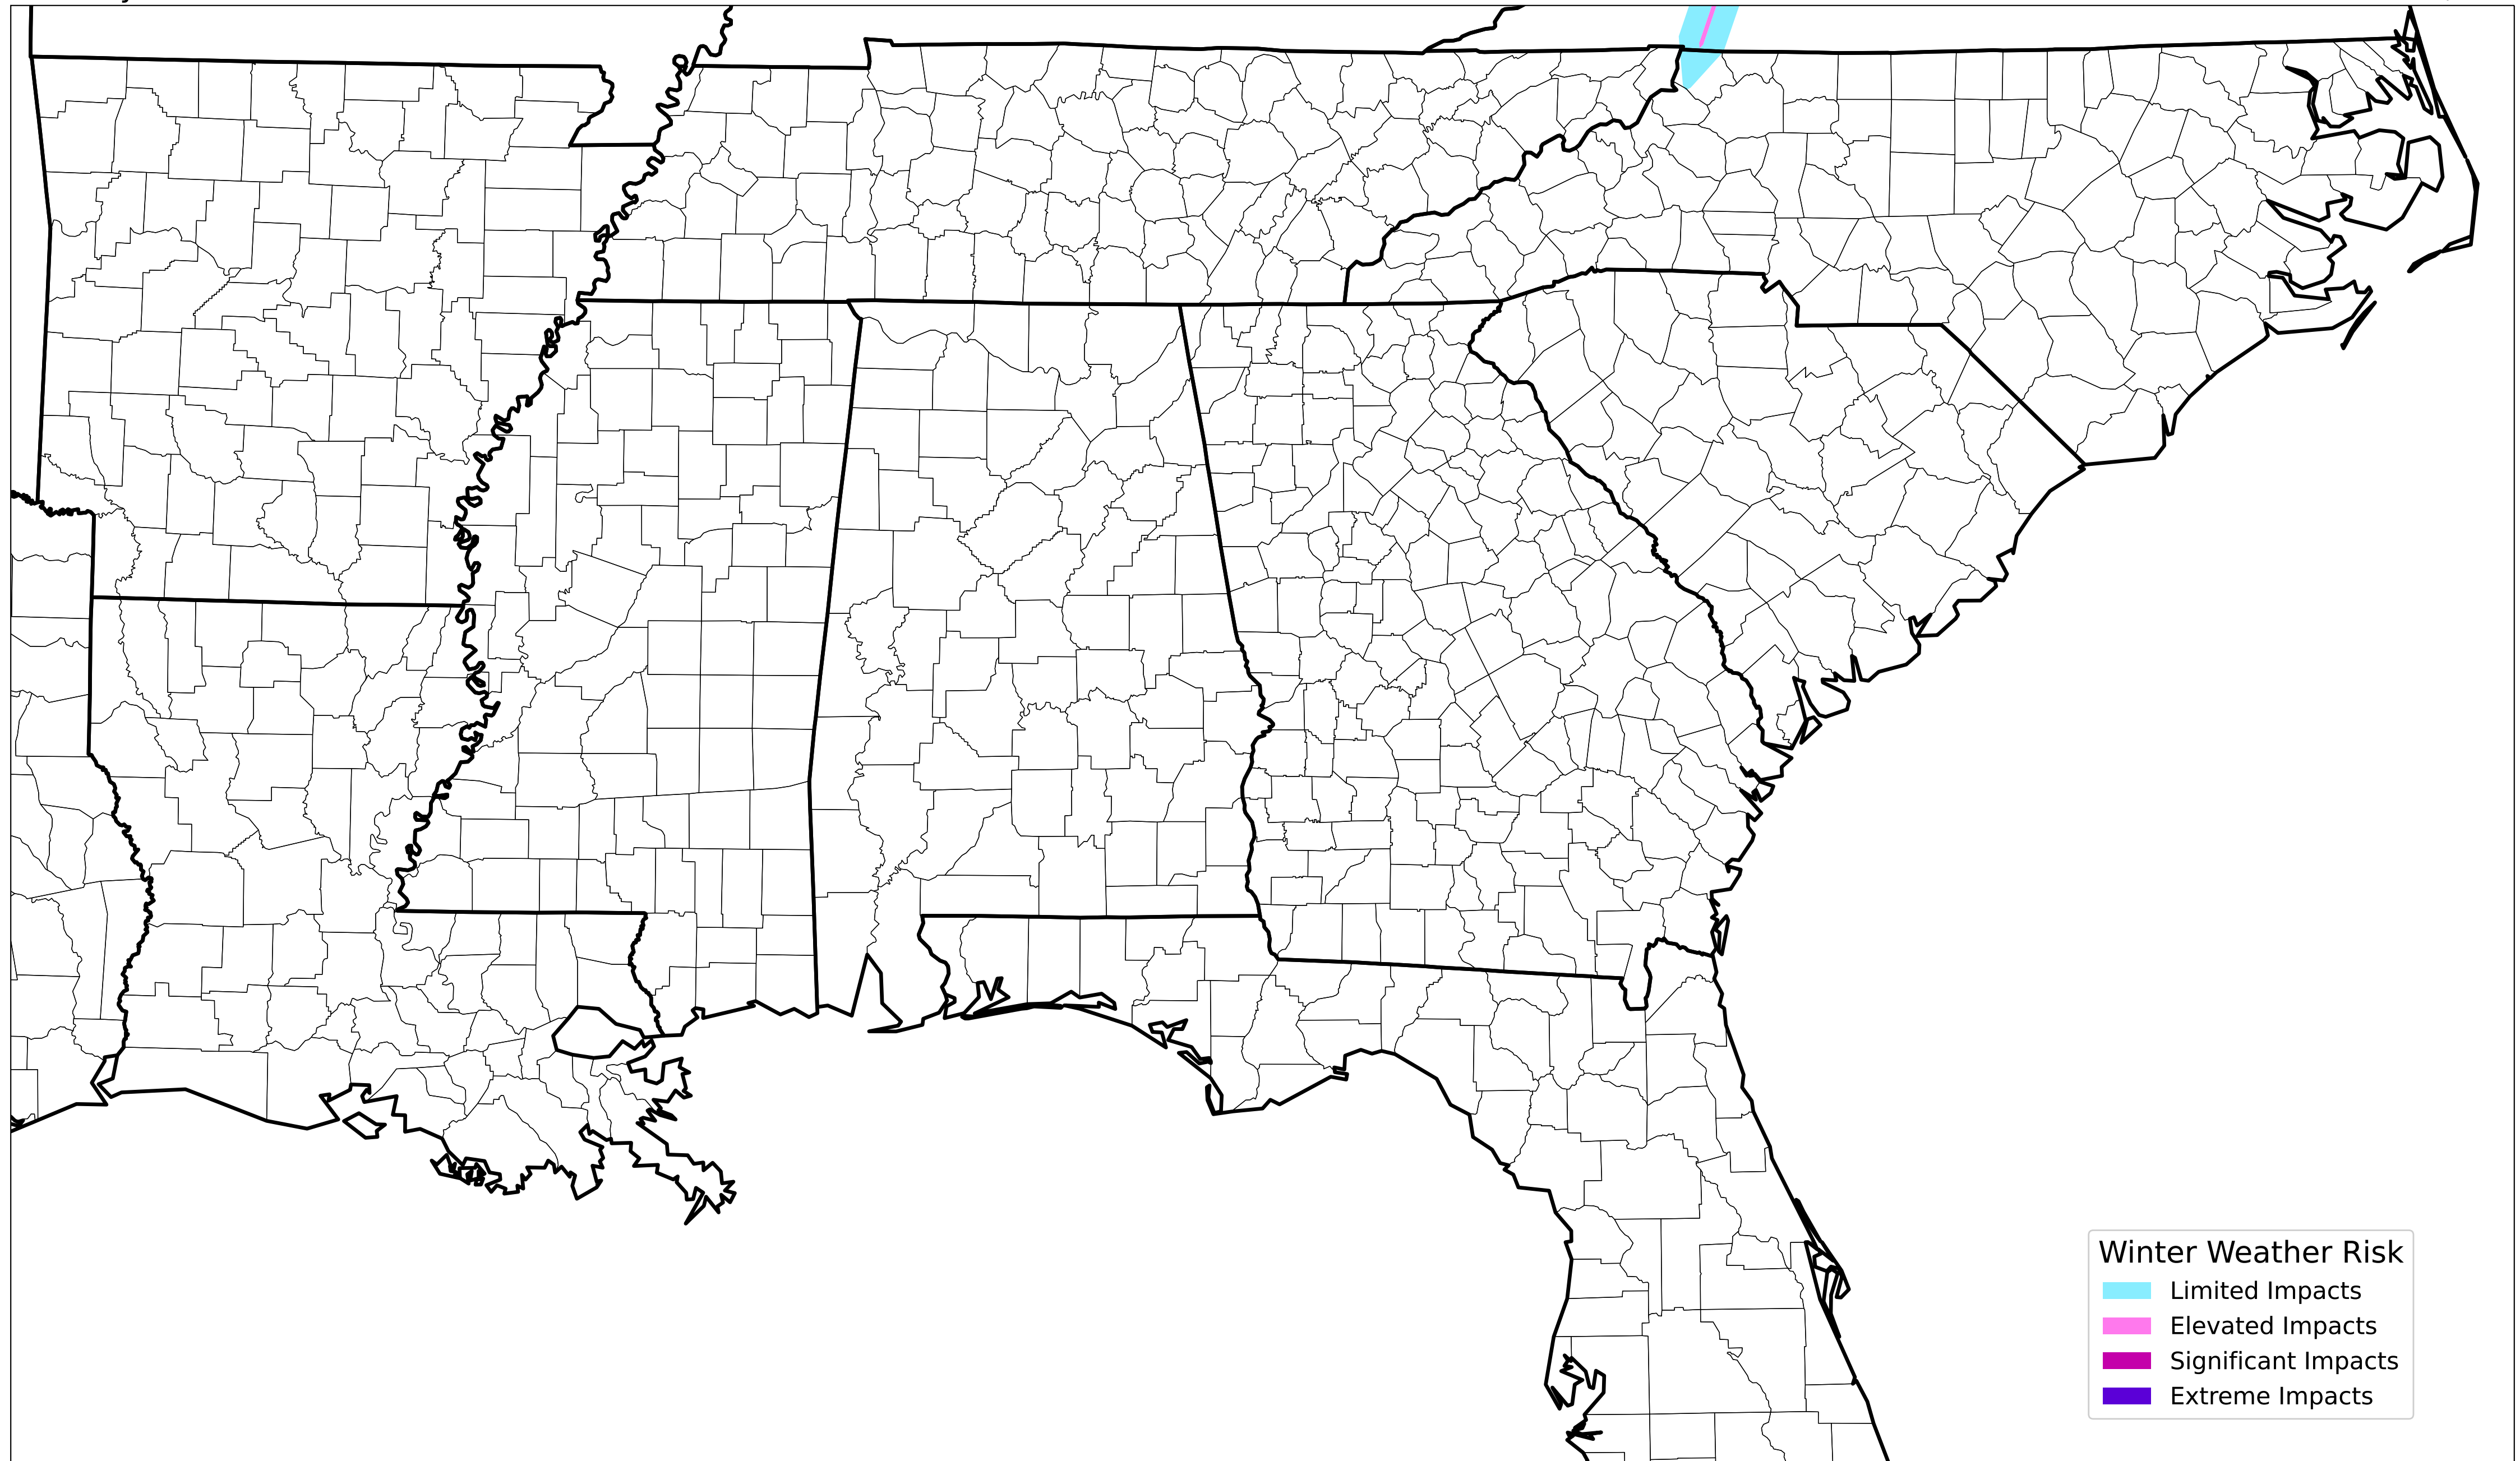 Winter Weather Risk
Limited Impacts
Elevated Impacts
Significant Impacts
Extreme Impacts